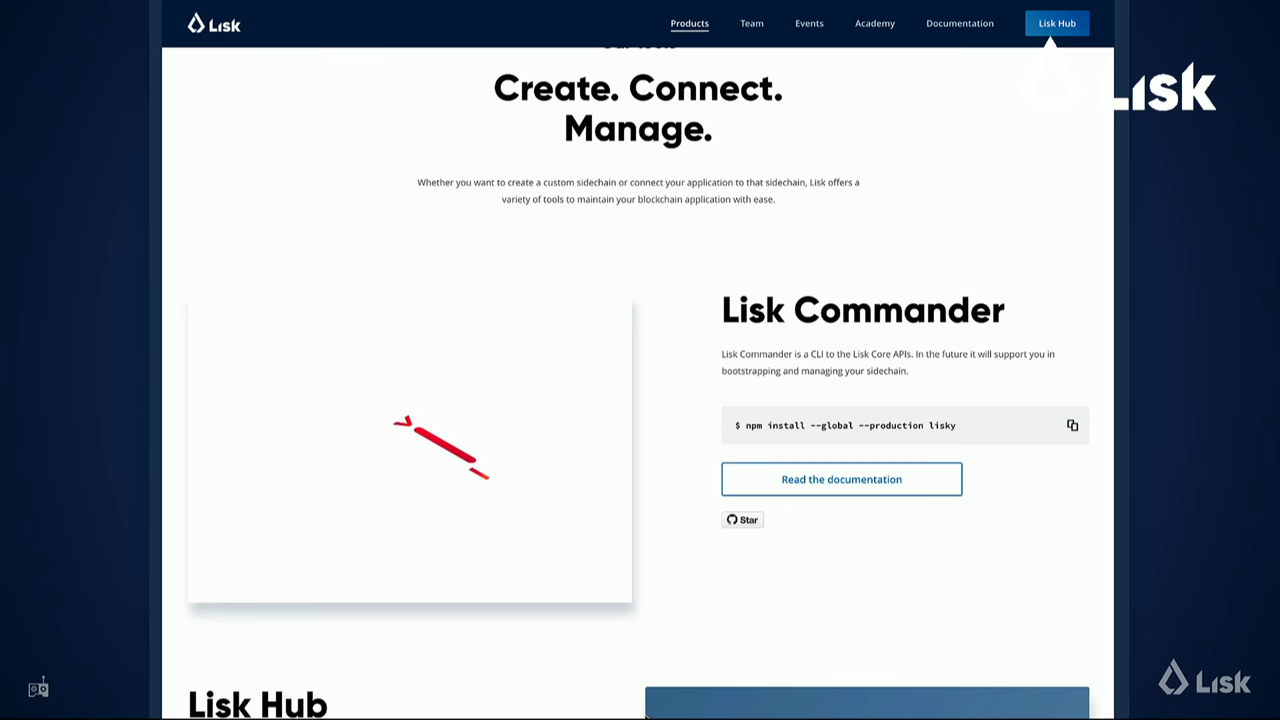 Lisk
Products
Team
Events
Academy
Documentation
Lisk Hub
Lisk
Create. Connect.
Manage.
Whether you want to create a custom sidechain or connect your application to that sidechain, Lisk offers a
variety of tools to maintain your blockchain application with ease.
Lisk Commander
Lisk Commander is a CLI to the Lisk Core APIs. In the future it will support you in
bootstrapping and managing your sidechain.
$ npm install --global --production lisky
Read the documentation
Star
Lisk Hub
Lisk